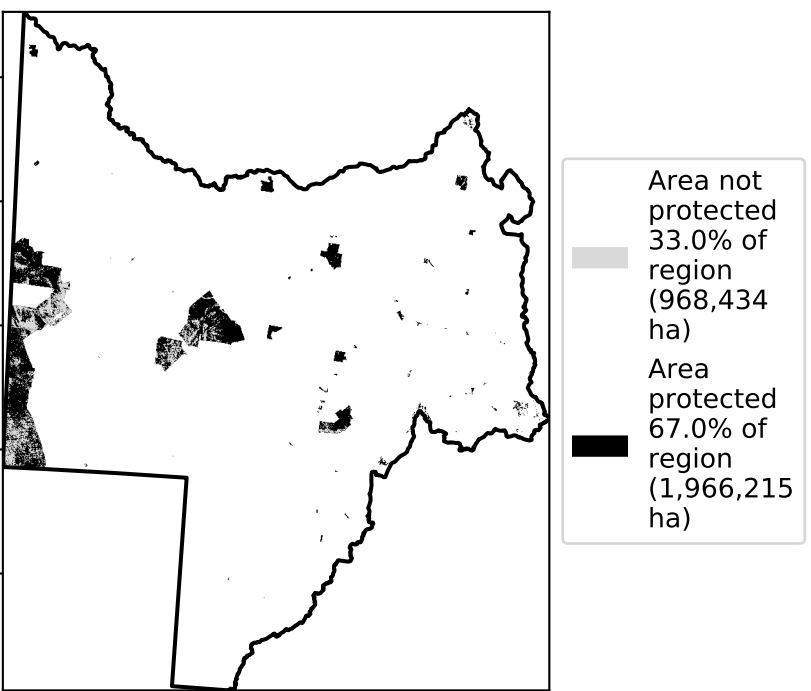 Area not
protected
33.0% of
region
(968,434
ha)
Area
protected
67.0% of
region
(1,966,215
ha)